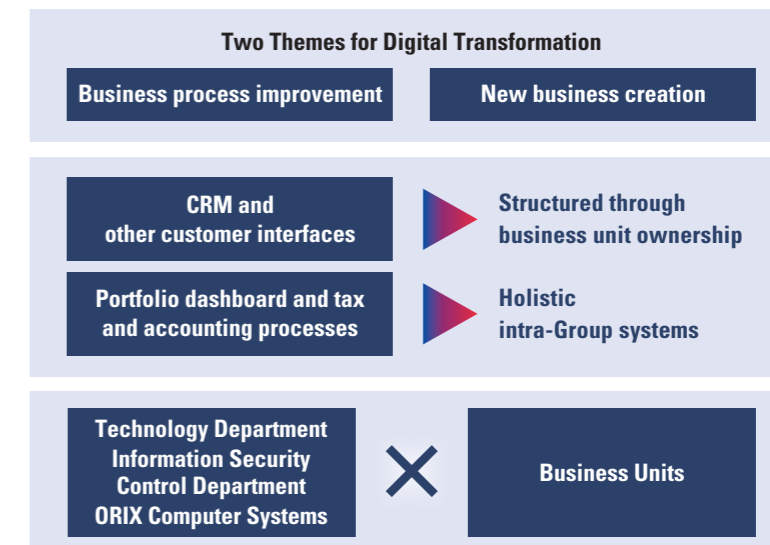 Two Themes for Digital Transformation
Business process improvement
New business creation
CRM and
other customer interfaces
Structured through
business unit ownership
Portfolio dashboard and tax
and accounting processes
Holistic
intra-Group systems
Technology Department
Information Security
Control Department
ORIX Computer Systems
Business Units